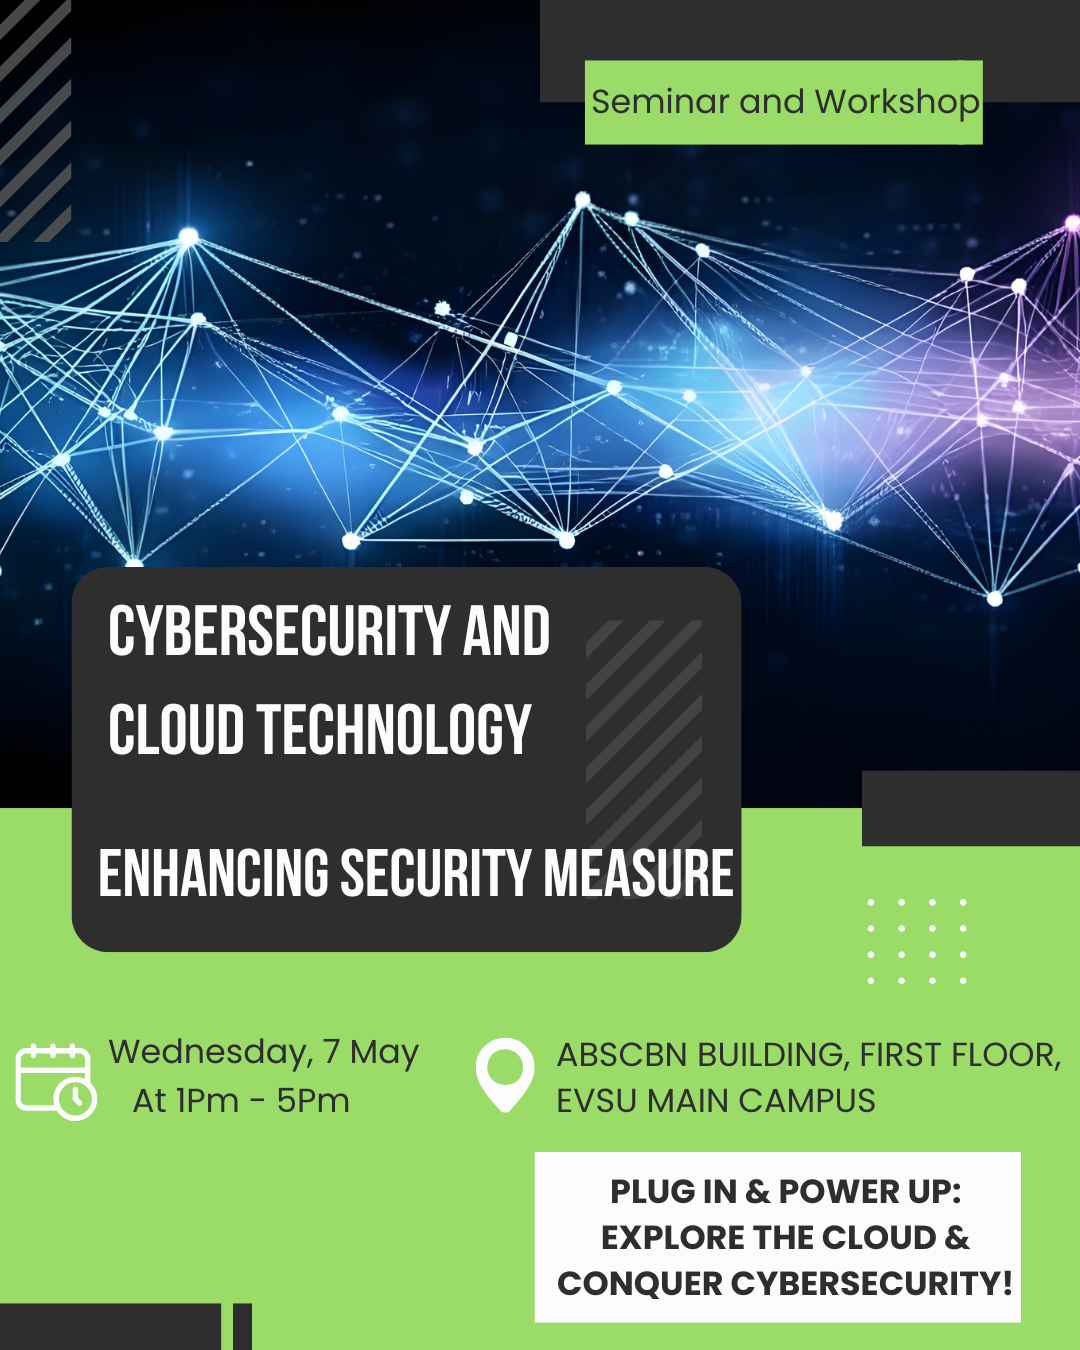 Seminar and Workshop
CYBERSECURITY AND
CLOUD TECHNOLOGY
ENHANCING SECURITY MEASURE
Wednesday, 7 May
At 1Pm - 5Pm
ABSCBN BUILDING, FIRST FLOOR,
EVSU MAIN CAMPUS
PLUG IN & POWER UP:
EXPLORE THE CLOUD &
CONQUER CYBERSECURITY!